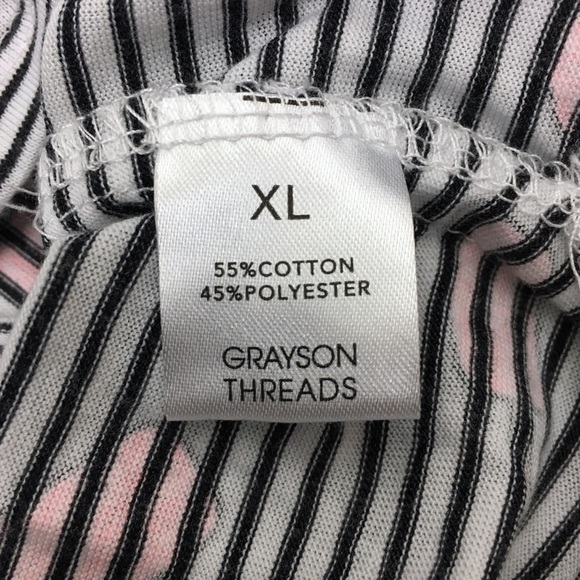 XL
55%COTTON
45%POLYESTER
GRAYSON
THREADS